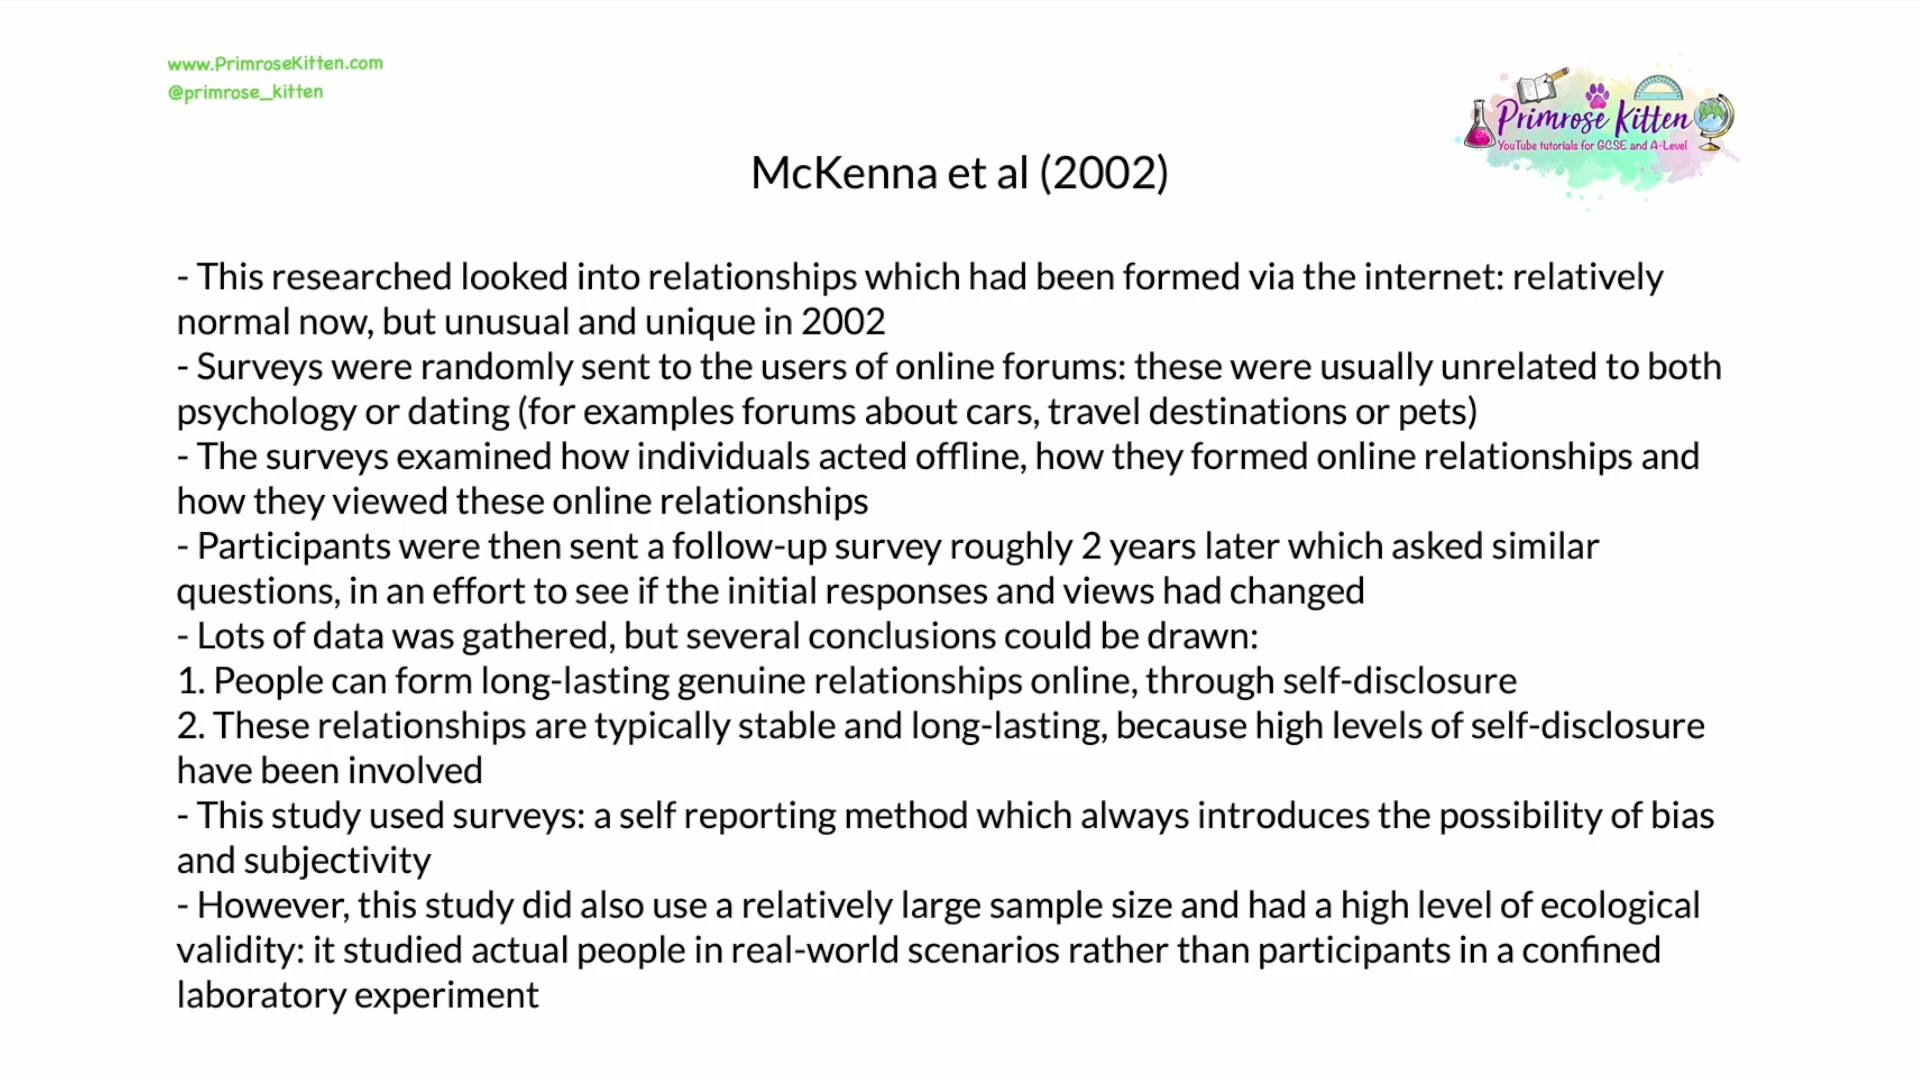 www.PrimroseKitten.com
@primrose_kitten
Primrose Kitten
YouTube tutorials for GCSE and A-Level
McKenna et al (2002)
- This researched looked into relationships which had been formed via the internet: relatively
normal now, but unusual and unique in 2002
- Surveys were randomly sent to the users of online forums: these were usually unrelated to both
psychology or dating (for examples forums about cars, travel destinations or pets)
- The surveys examined how individuals acted offline, how they formed online relationships and
how they viewed these online relationships
- Participants were then sent a follow-up survey roughly 2 years later which asked similar
questions, in an effort to see if the initial responses and views had changed
- Lots of data was gathered, but several conclusions could be drawn:
1. People can form long-lasting genuine relationships online, through self-disclosure
2. These relationships are typically stable and long-lasting, because high levels of self-disclosure
have been involved
- This study used surveys: a self reporting method which always introduces the possibility of bias
and subjectivity
- However, this study did also use a relatively large sample size and had a high level of ecological
validity: it studied actual people in real-world scenarios rather than participants in a confined
laboratory experiment